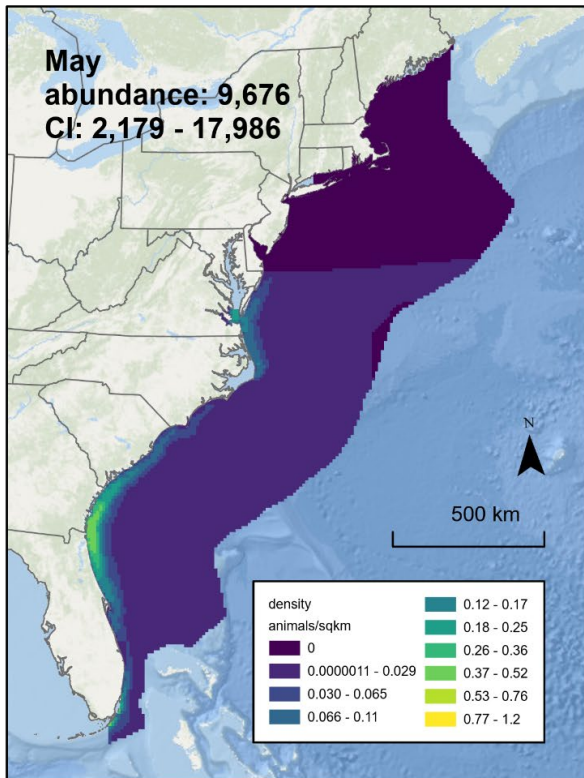 May
abundance: 9,676
CI: 2,179 - 17,986
N
500 km
density
animals/sqkm
0
0.0000011 - 0.029
0.030 - 0.065
0.066 - 0.11
0.12 - 0.17
0.18 - 0.25
0.26 - 0.36
0.37 - 0.52
0.53 - 0.76
0.77 - 1.2